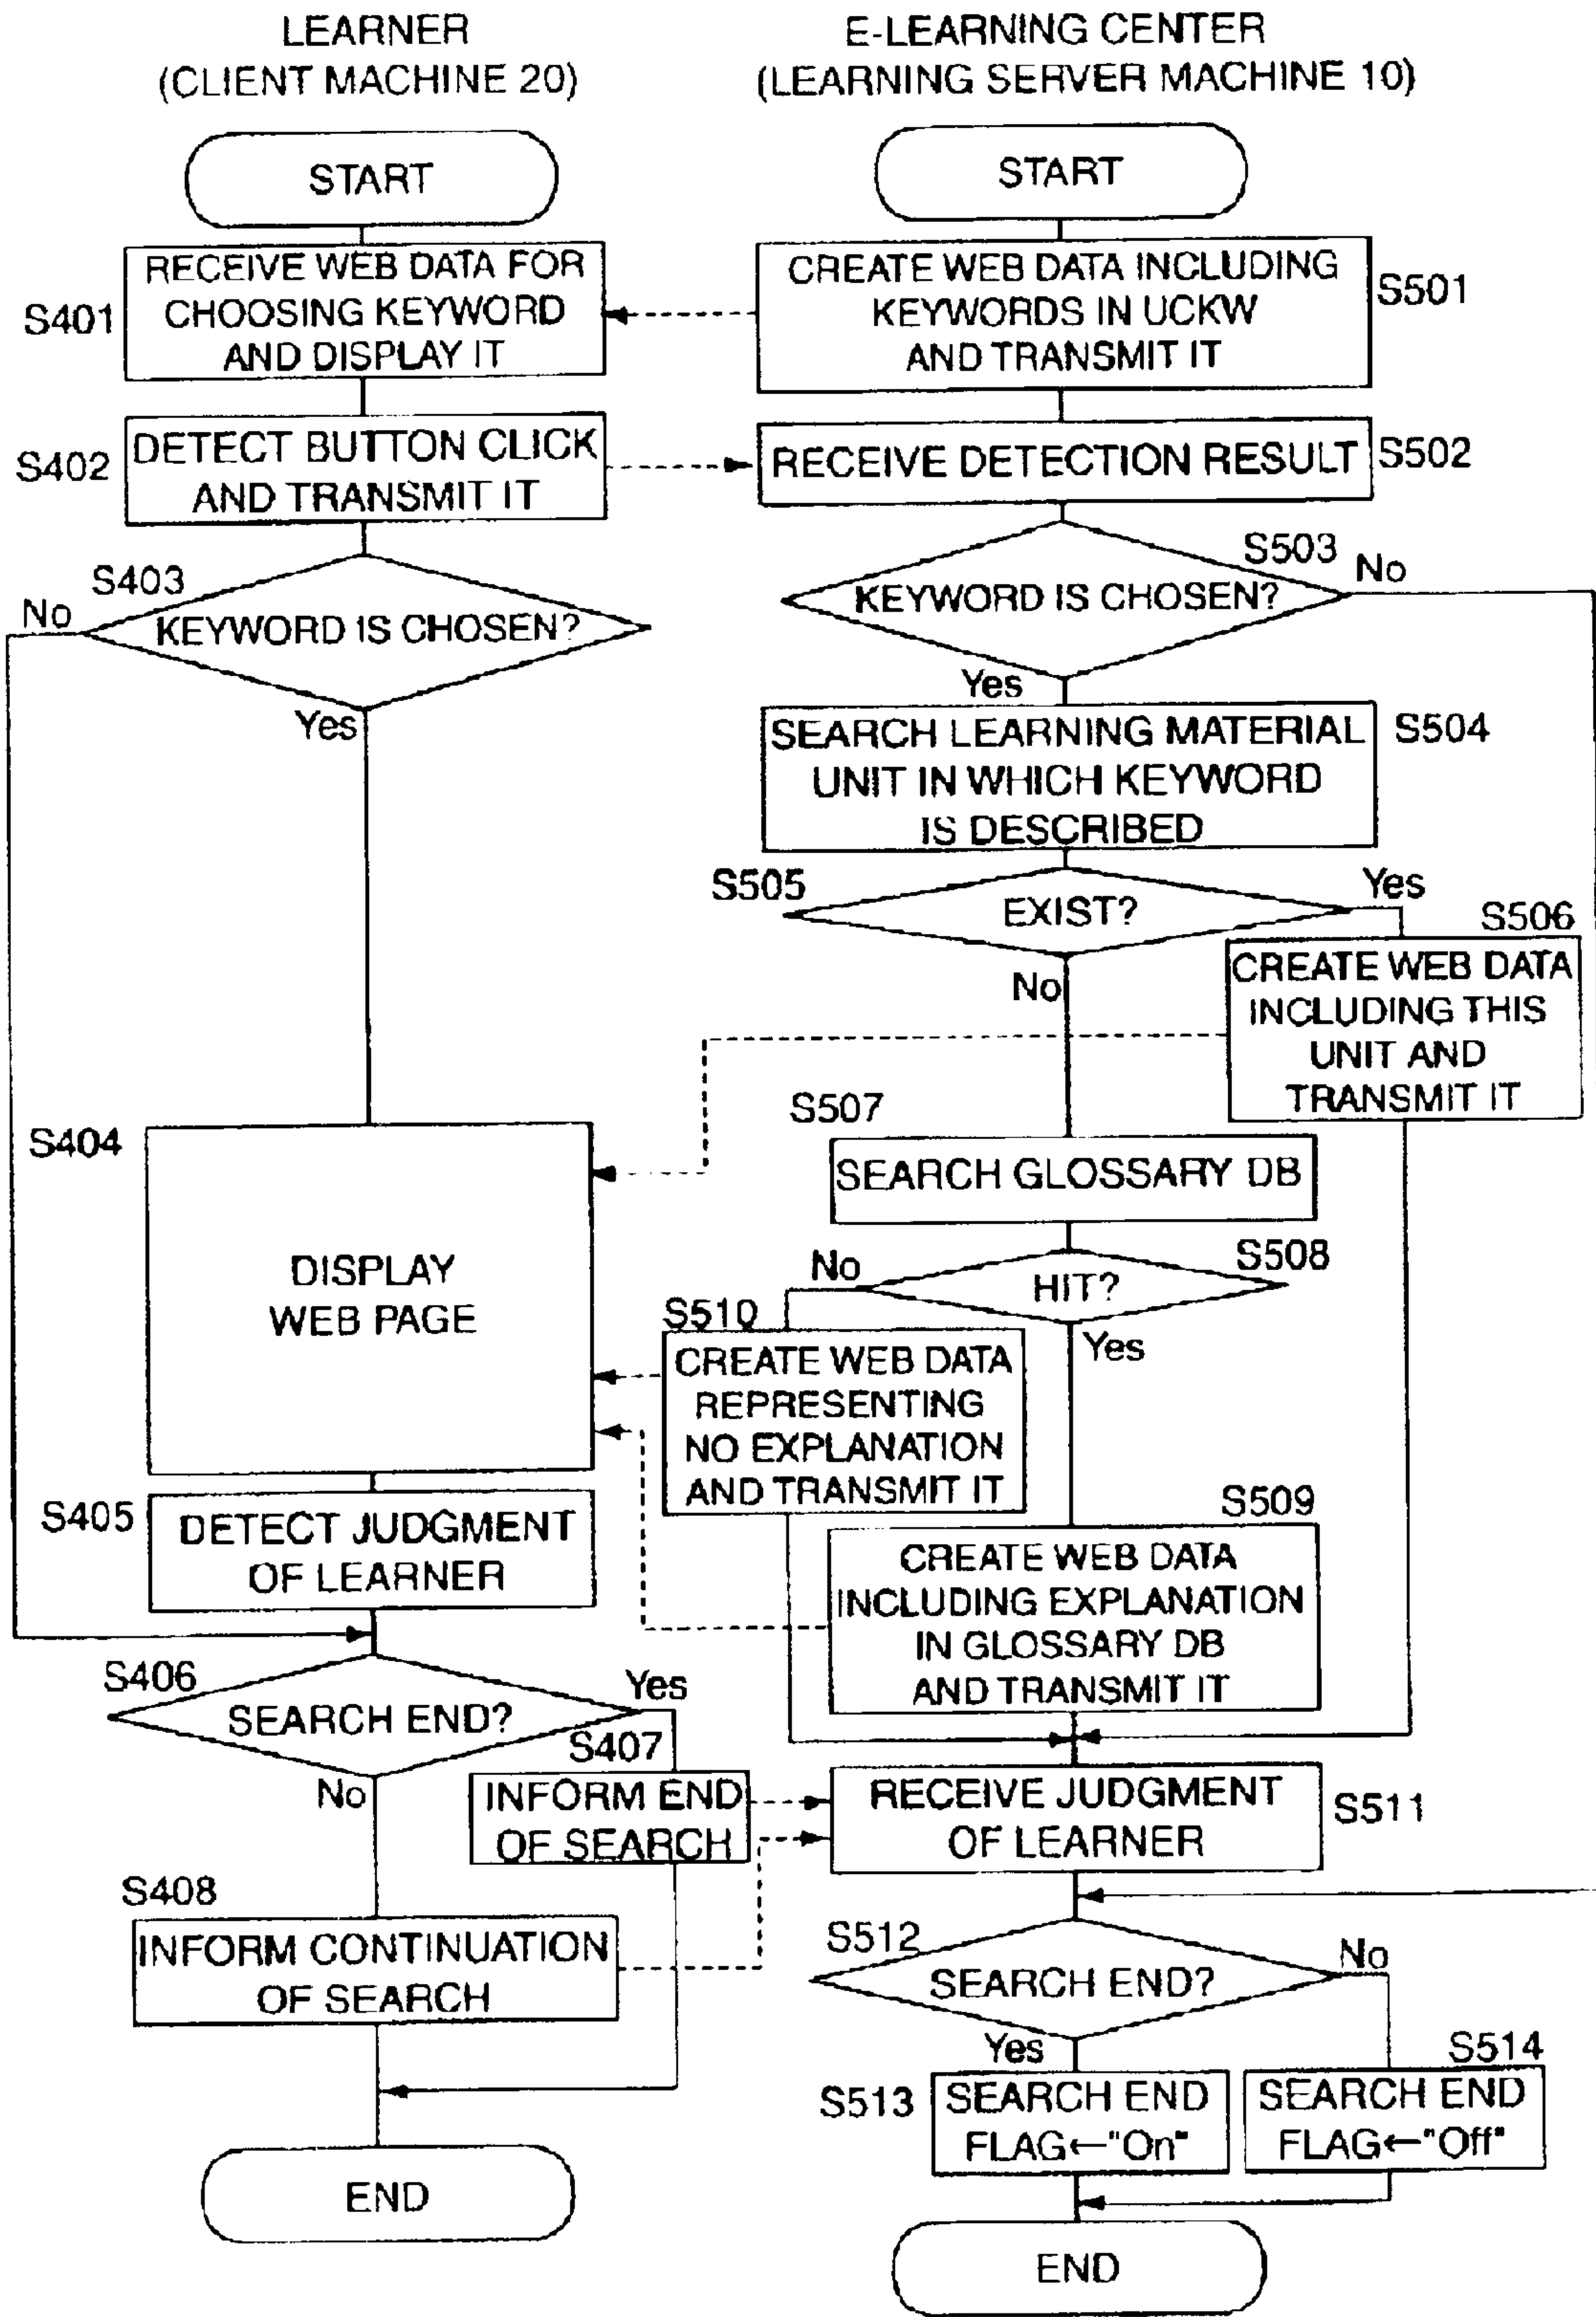 LEARNER
(CLIENT MACHINE 20)
E-LEARNING CENTER
(LEARNING SERVER MACHINE 10)
START
START
S401
RECEIVE WEB DATA FOR
CHOOSING KEYWORD
AND DISPLAY IT
CREATE WEB DATA INCLUDING
KEYWORDS IN UCKW
AND TRANSMIT IT
S501
S402
DETECT BUTTON CLICK
AND TRANSMIT IT
RECEIVE DETECTION RESULT
S502
S403
No
KEYWORD IS CHOSEN?
Yes
S503
No
KEYWORD IS CHOSEN?
Yes
SEARCH LEARNING MATERIAL
UNIT IN WHICH KEYWORD
IS DESCRIBED
S504
S505
EXIST?
Yes
No
S506
CREATE WEB DATA
INCLUDING THIS
UNIT AND
TRANSMIT IT
S507
SEARCH GLOSSARY DB
S404
DISPLAY
WEB PAGE
No
S508
HIT?
Yes
S510
CREATE WEB DATA
REPRESENTING
NO EXPLANATION
AND TRANSMIT IT
S509
CREATE WEB DATA
INCLUDING EXPLANATION
IN GLOSSARY DB
AND TRANSMIT IT
S405
DETECT JUDGMENT
OF LEARNER
S406
SEARCH END?
Yes
No
S407
INFORM END
OF SEARCH
RECEIVE JUDGMENT
OF LEARNER
S511
S408
INFORM CONTINUATION
OF SEARCH
S512
SEARCH END?
No
Yes
S513
SEARCH END
FLAG←"On"
S514
SEARCH END
FLAG←"Off"
END
END